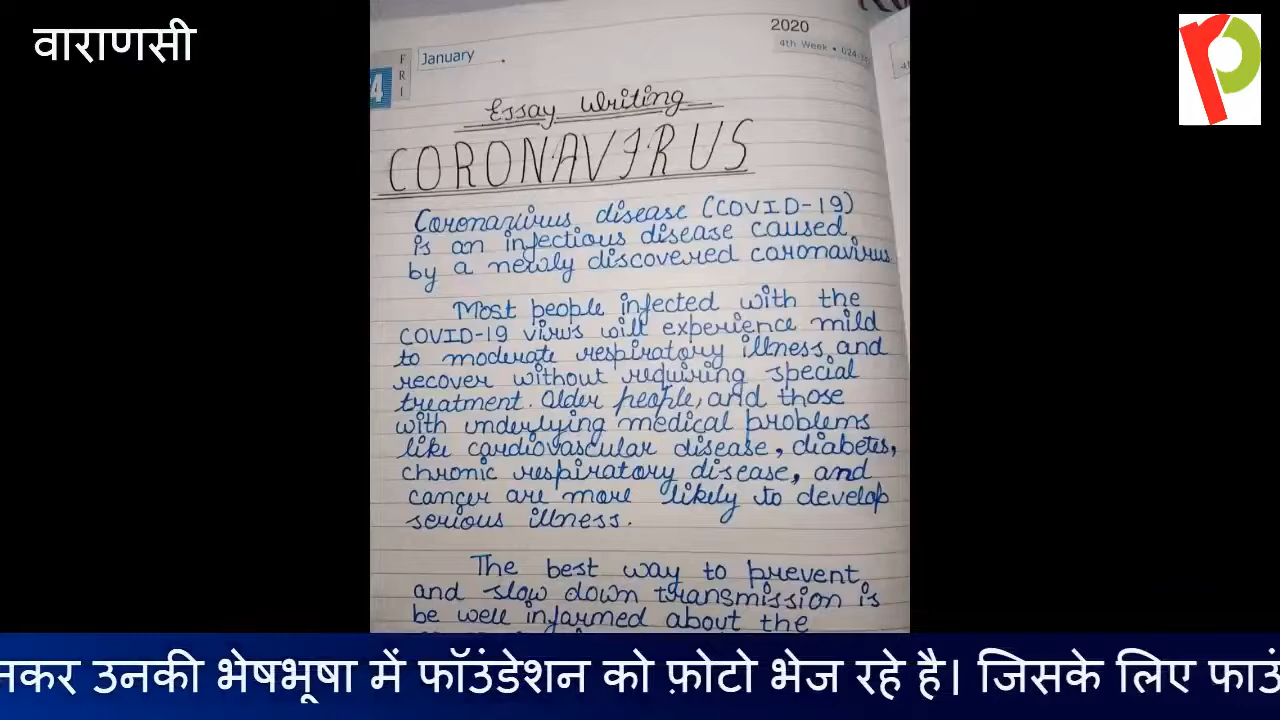 वाराणसी
2020
4th Week • 024
January
FRI
4
Essay Writing
CORONAVIRUS
Coronavirus disease (COVID-19)
is an infectious disease caused
by a newly discovered coronavirus
Most people infected with the
COVID-19 virus will experience mild
to moderate respiratory illness and
recover without requiring special
treatment. Older people, and those
with underlying medical problems
like cardiovascular disease, diabetes,
chronic respiratory disease, and
cancer are more likely to develop
serious illness.
The best way to prevent
and slow down transmission is
be well informed about the
उनकी भेषभूषा में फॉउंडेशन को फ़ोटो भेज रहे है। जिसके लिए